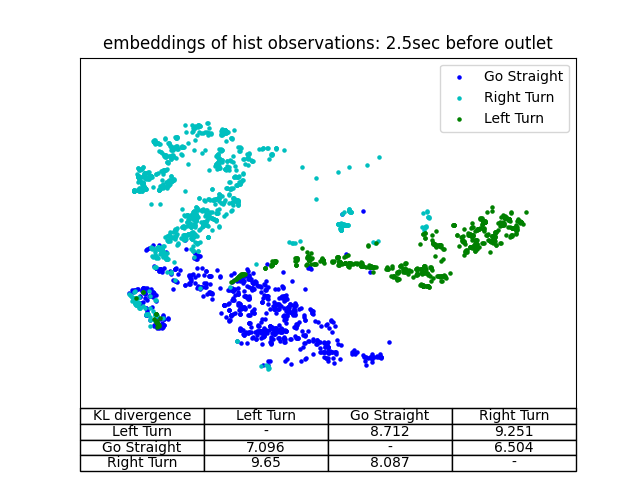 embeddings of hist observations: 2.5sec before outlet
Go Straight
Right Turn
Left Turn
KL divergence Left Turn Go Straight Right Turn
Left Turn - 8.712 9.251
Go Straight 7.096 - 6.504
Right Turn 9.65 8.087 -